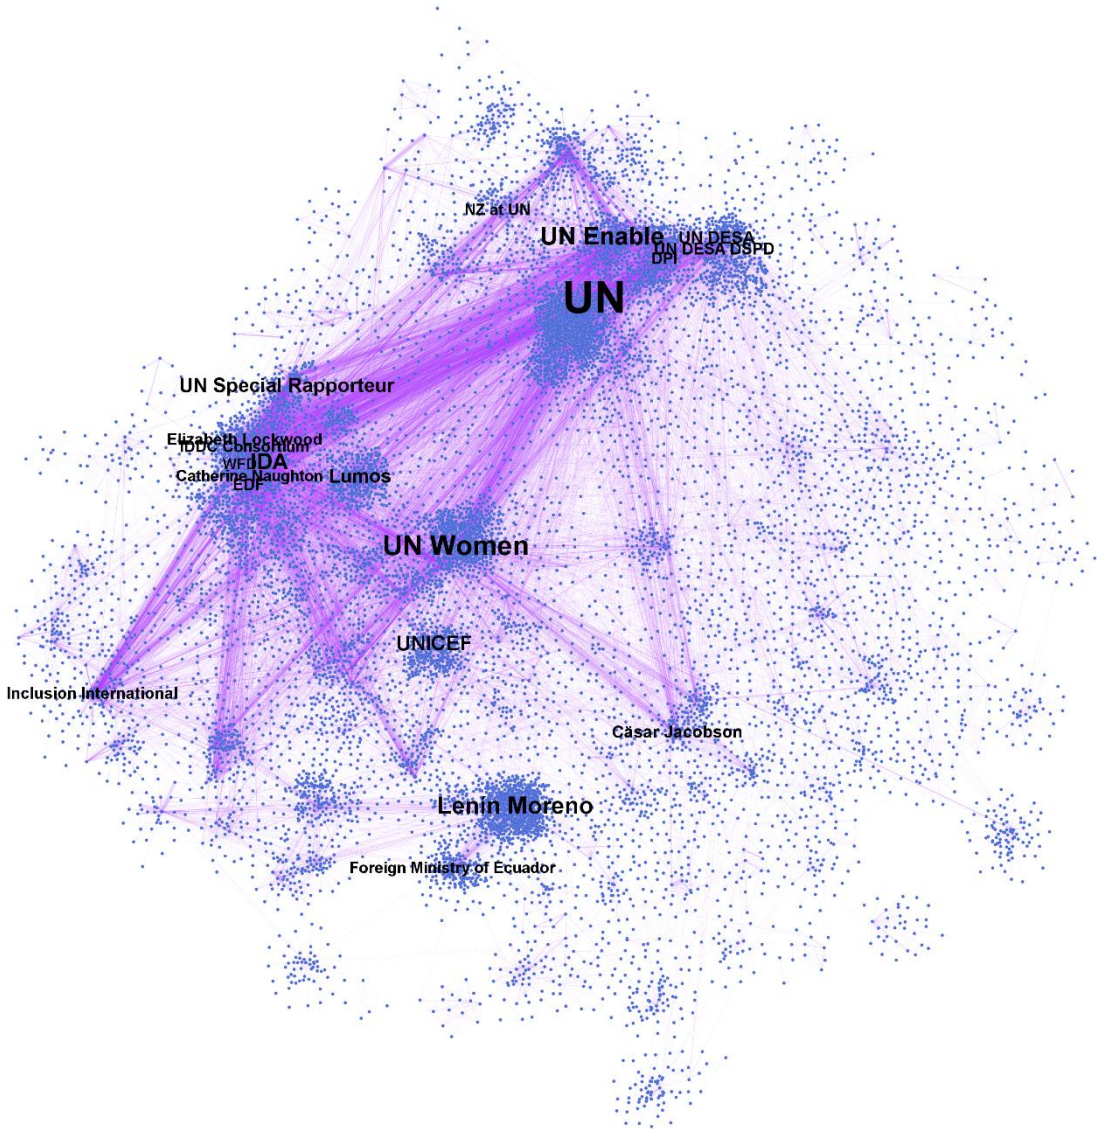 NZ at UN
UN Enable
UN DESA
UN DESA DSPD
DPI
UN
UN Special Rapporteur
Elizabeth Lockwood
IDDC Consortium
WFD
IDA
Catherine Naughton
Lumos
EDF
UN Women
UNICEF
Inclusion International
Cäsar Jacobson
Lenín Moreno
Foreign Ministry of Ecuador